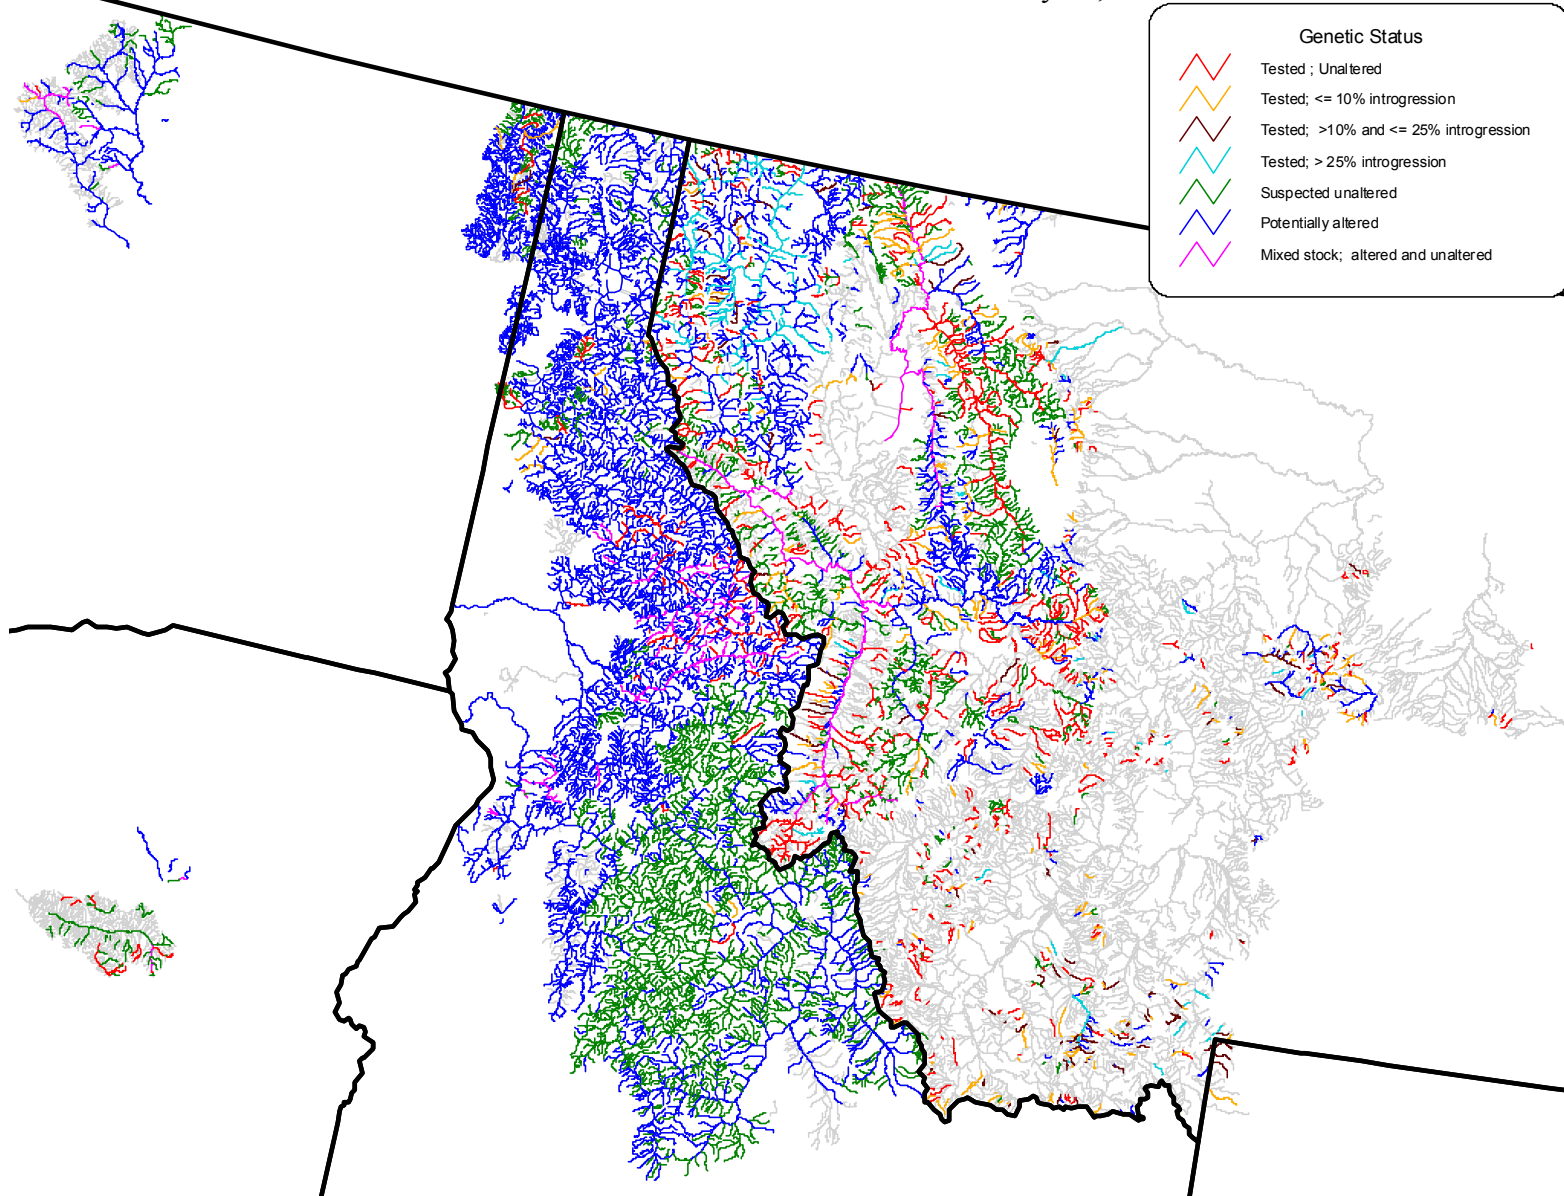 Genetic Status
Tested ; Unaltered
Tested; <= 10% introgression
Tested; >10% and <= 25% introgression
Tested; > 25% introgression
Suspected unaltered
Potentially altered
Mixed stock; altered and unaltered